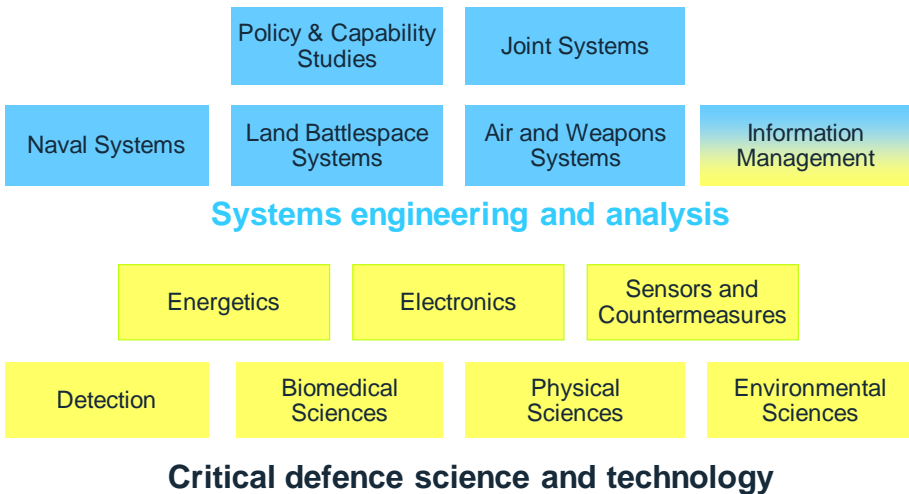 Policy & Capability
Studies
Joint Systems
Naval Systems
Land Battlespace
Systems
Air and Weapons
Systems
Information
Management
Systems engineering and analysis
Energetics
Electronics
Sensors and
Countermeasures
Detection
Biomedical
Sciences
Physical
Sciences
Environmental
Sciences
Critical defence science and technology